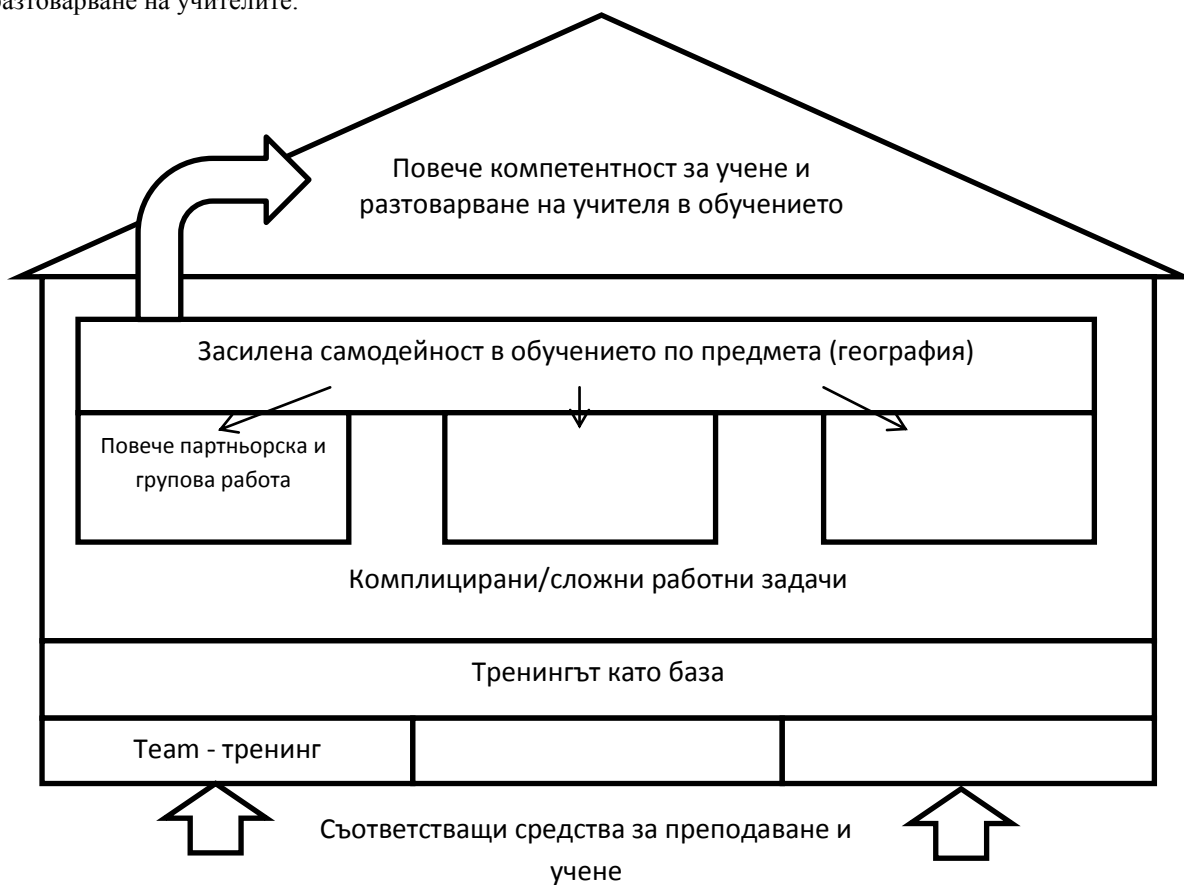 разтоварване на учителите.
Повече компетентност за учене и
разтоварване на учителя в обучението
Засилена самодейност в обучението по предмета (география)
Повече партньорска и
групова работа
Комплицирани/сложни работни задачи
Тренингът като база
Team - тренинг
Съответстващи средства за преподаване и
учене